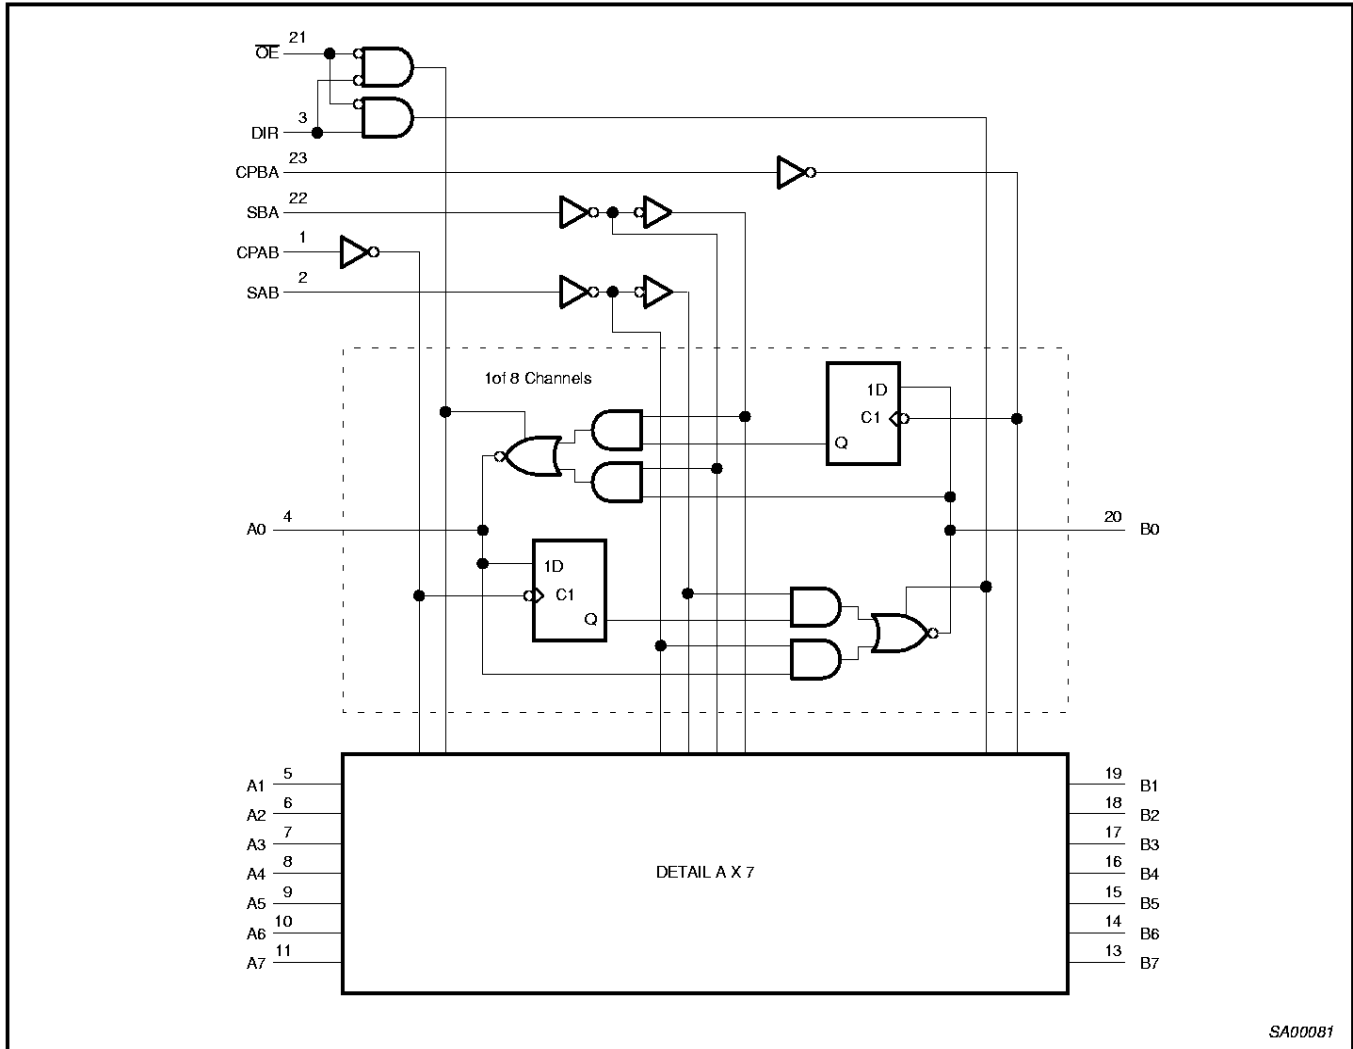 21
OE
3
DIR
23
CPBA
22
SBA
1
CPAB
2
SAB
1of 8 Channels
1D
C1
Q
4
A0
20
B0
1D
C1
Q
5
A1
19
B1
6
A2
18
B2
7
A3
17
B3
8
A4
DETAIL A X 7
16
B4
9
A5
15
B5
10
A6
14
B6
11
A7
13
B7
SA00081